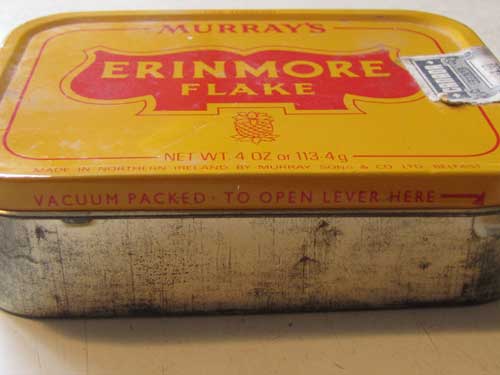 MURRAY'S
ERINMORE
FLAKE
NET WT. 4 OZ or 113·4g
MADE IN NORTHERN IRELAND BY MURRAY SONS & CO LTD. BELFAST
VACUUM PACKED · TO OPEN LEVER HERE